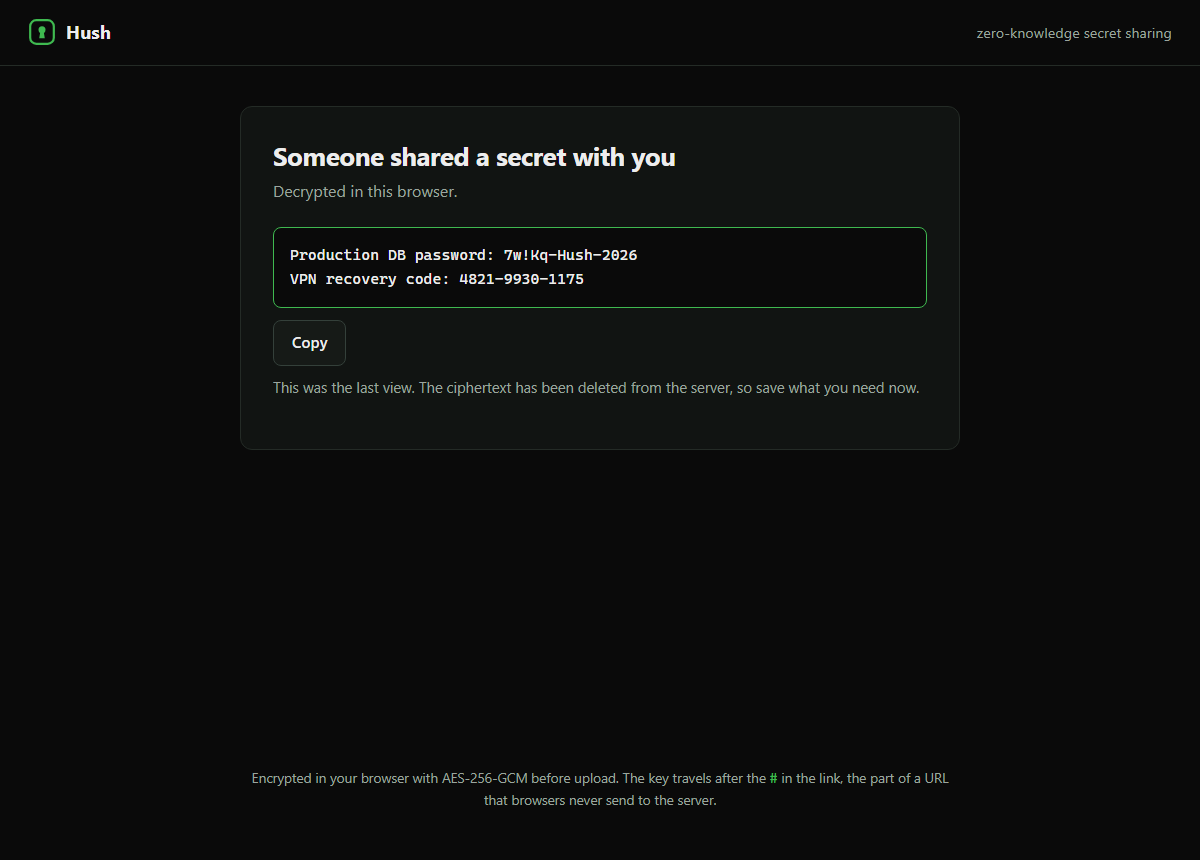 Hush
zero-knowledge secret sharing
Someone shared a secret with you
Decrypted in this browser.
Production DB password: 7w!Kq-Hush-2026
VPN recovery code: 4821-9930-1175
Copy
This was the last view. The ciphertext has been deleted from the server, so save what you need now.
Encrypted in your browser with AES-256-GCM before upload. The key travels after the # in the link, the part of a URL
that browsers never send to the server.